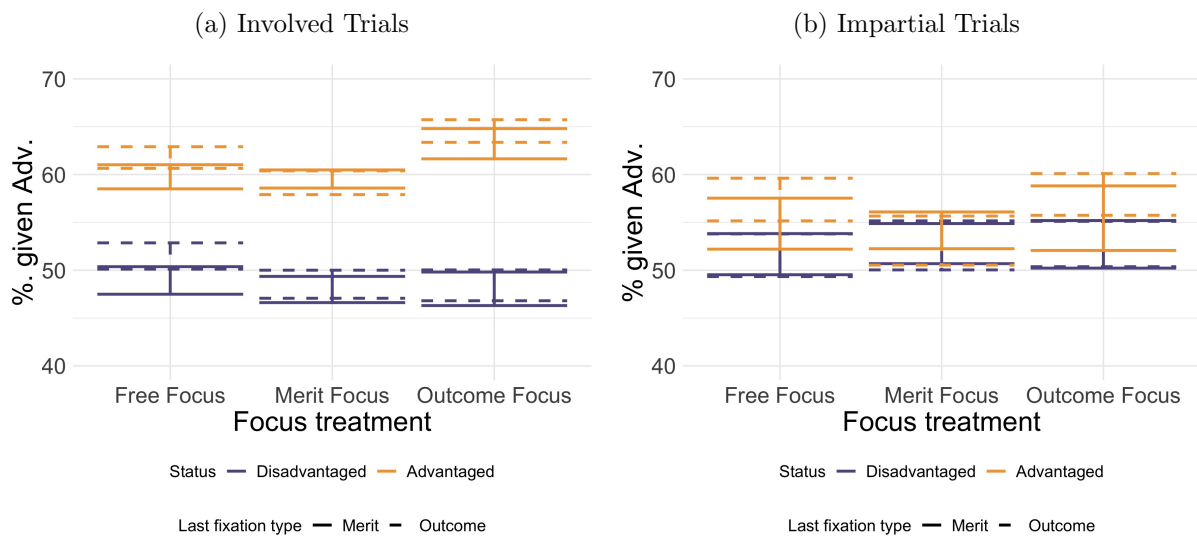 (a) Involved Trials
%. given Adv.
70
60
50
40
Free Focus Merit Focus Outcome Focus
Focus treatment
Status Disadvantaged Advantaged
Last fixation type Merit Outcome
(b) Impartial Trials
% given Adv.
70
60
50
40
Free Focus Merit Focus Outcome Focus
Focus treatment
Status Disadvantaged Advantaged
Last fixation type Merit Outcome